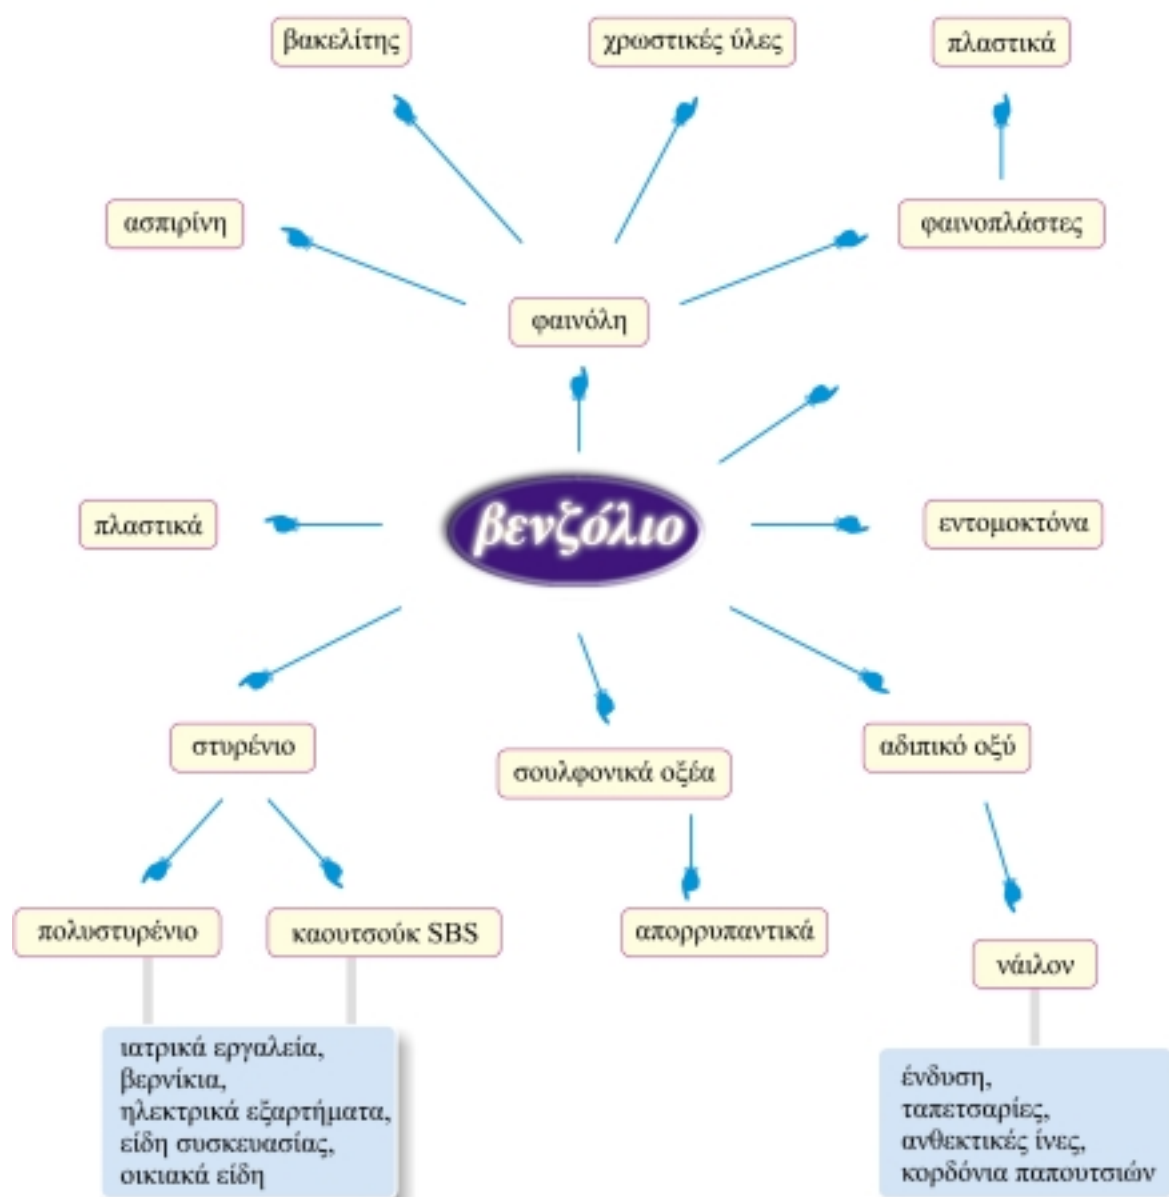 βακελίτης
χρωστικές ύλες
πλαστικά
ασπιρίνη
φαινοπλάστες
φαινόλη
πλαστικά
βενζόλιο
εντομοκτόνα
στυρένιο
σουλφονικά οξέα
αδιπικό οξύ
πολυστυρένιο
καουτσούκ SBS
απορρυπαντικά
νάιλον
ιατρικά εργαλεία,
βερνίκια,
ηλεκτρικά εξαρτήματα,
είδη συσκευασίας,
οικιακά είδη
ένδυση,
ταπετσαρίες,
ανθεκτικές ίνες,
κορδόνια παπουτσιών